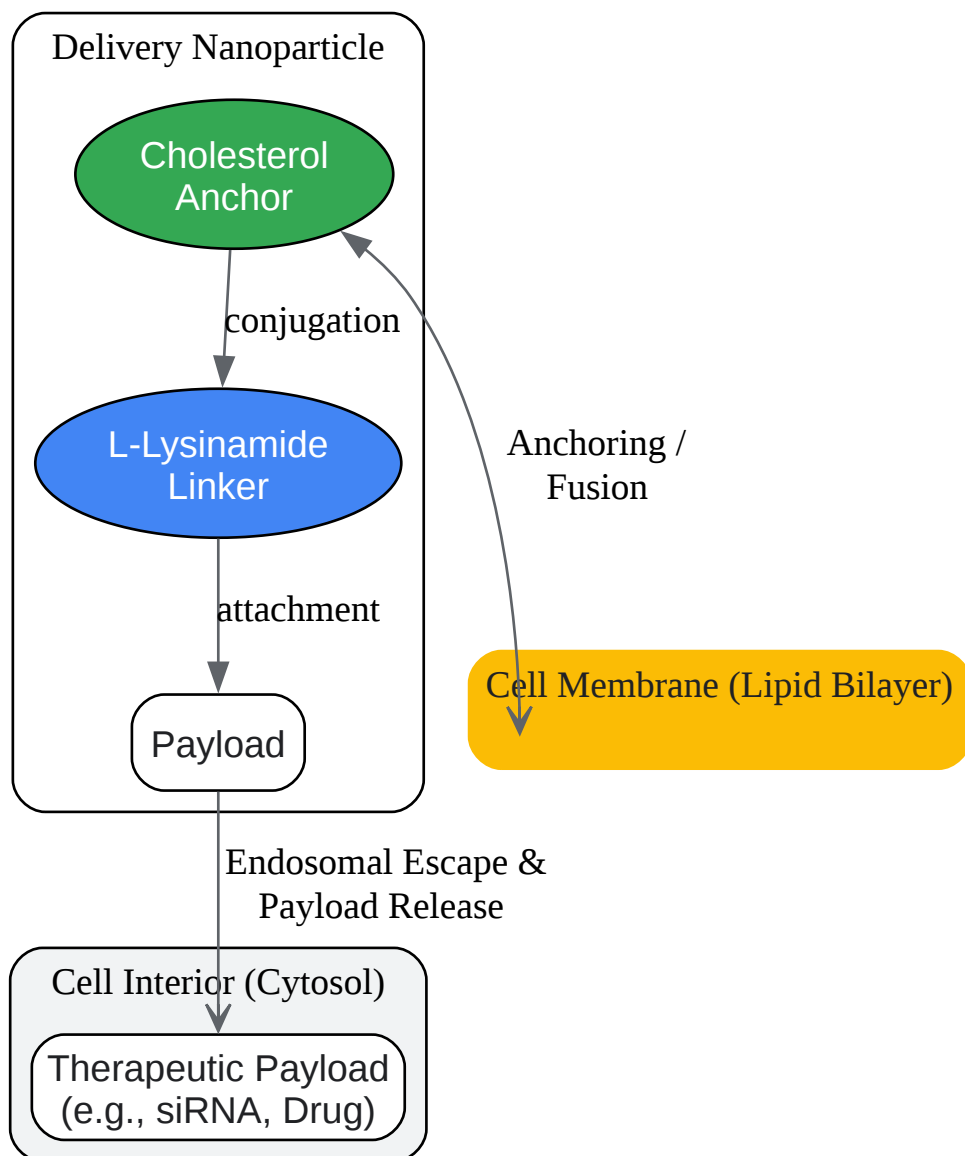 Delivery Nanoparticle
Cholesterol
Anchor
conjugation
L-Lysinamide
Linker
Anchoring /
Fusion
attachment
Cell Membrane (Lipid Bilayer)
Payload
Endosomal Escape &
Payload Release
Cell Interior (Cytosol)
Therapeutic Payload
(e.g., siRNA, Drug)